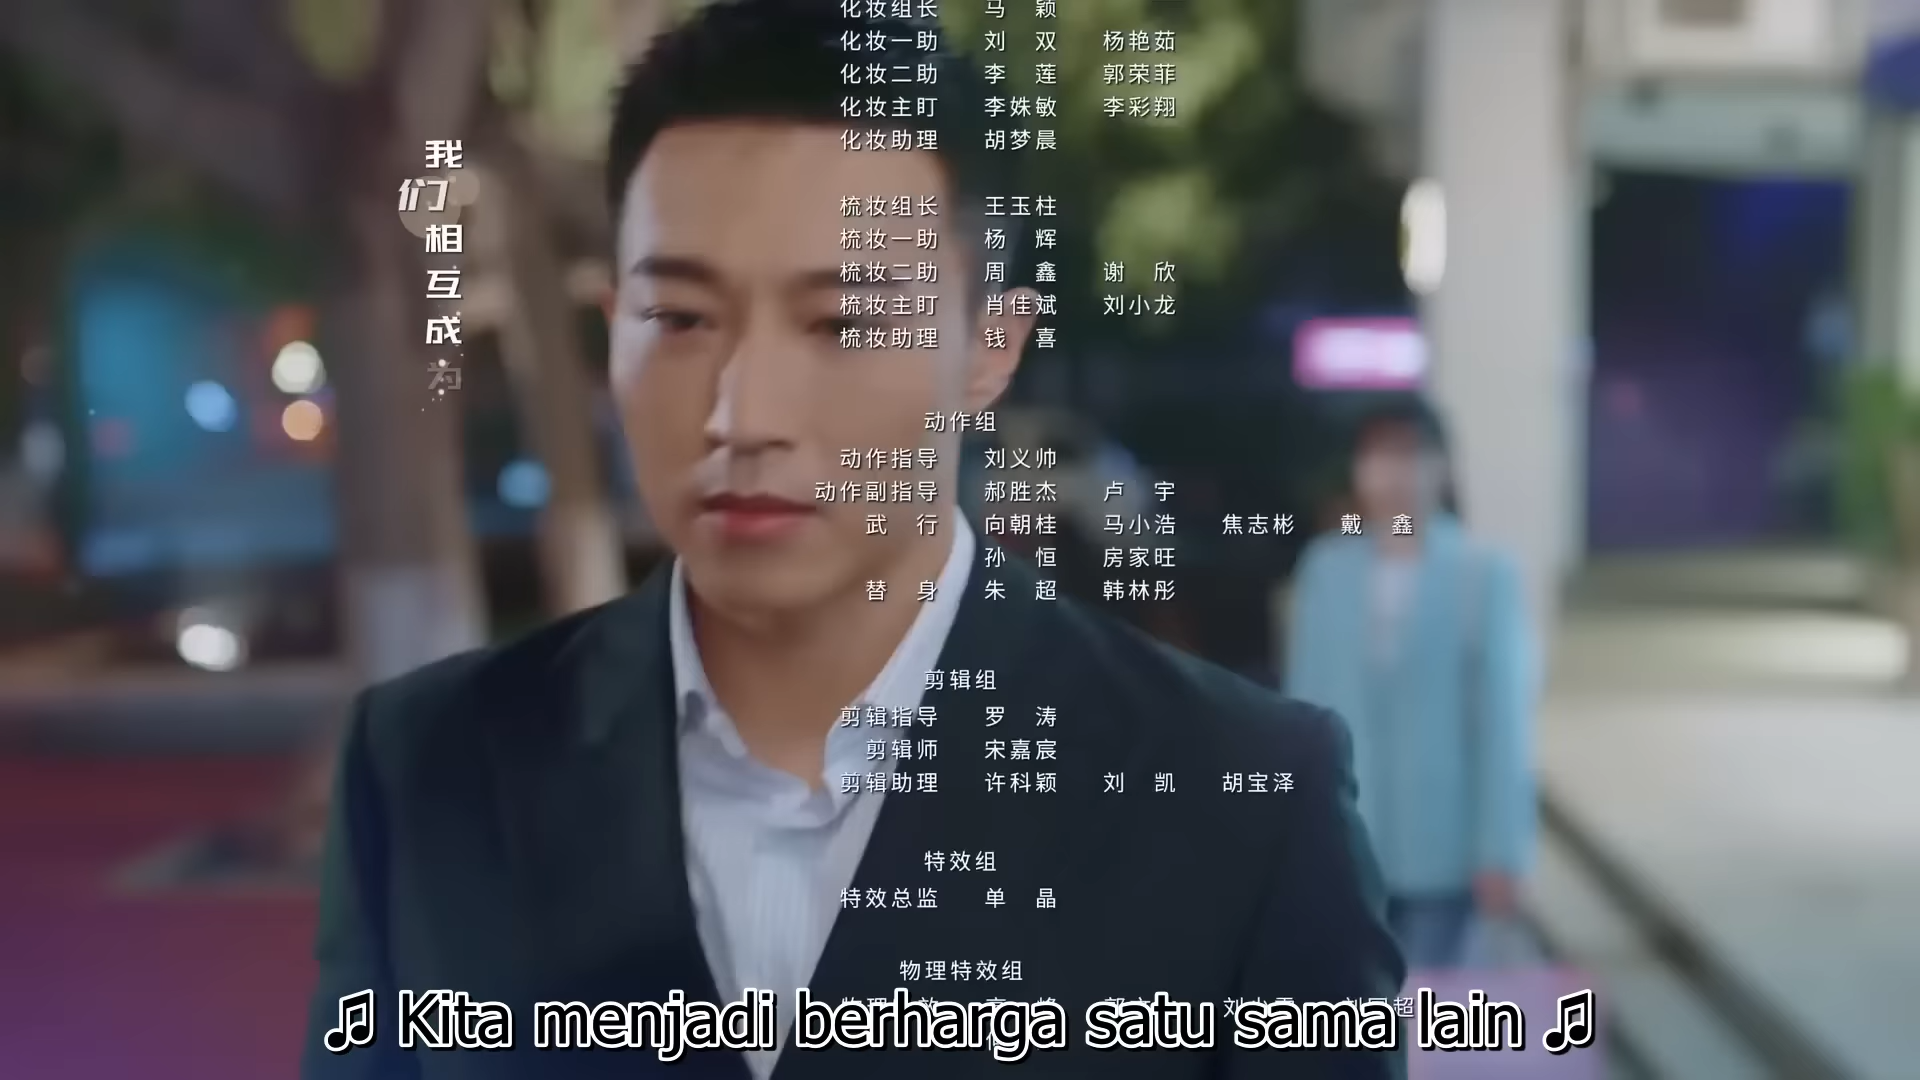 化妆组长 马 颖
化妆一助 刘 双 杨艳茹
化妆二助 李 莲 郭荣菲
化妆主盯 李姝敏 李彩翔
化妆助理 胡梦晨
梳妆组长 王玉柱
梳妆一助 杨 辉
梳妆二助 周 鑫 谢 欣
梳妆主盯 肖佳斌 刘小龙
梳妆助理 钱 喜
我们相互成为
动作组
动作指导 刘义帅
动作副指导 郝胜杰 卢 宇
武 行 向朝桂 马小浩 焦志彬 戴 鑫
孙 恒 房家旺
替 身 朱 超 韩林彤
剪辑组
剪辑指导 罗 涛
剪辑师 宋嘉宸
剪辑助理 许科颖 刘 凯 胡宝泽
特效组
特效总监 单 晶
物理特效组
♫ Kita menjadi berharga satu sama lain ♫